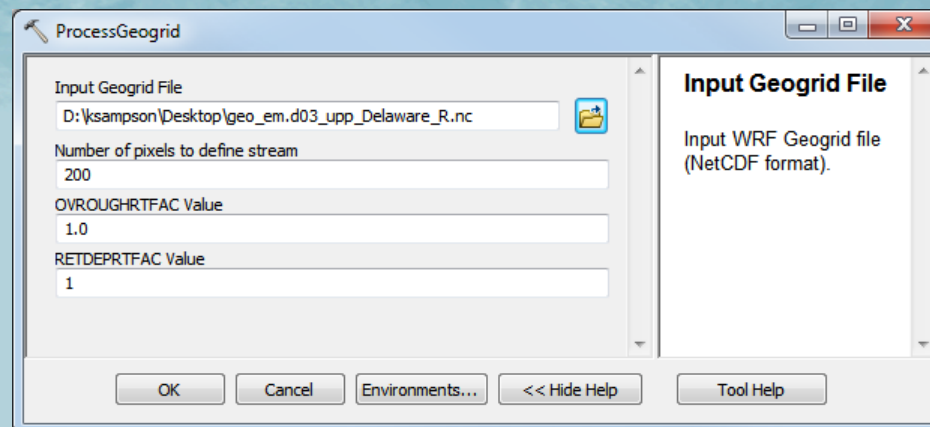 ProcessGeogrid
Input Geogrid File
D:\ksampson\Desktop\geo_em.d03_upp_Delaware_R.nc
Number of pixels to define stream
200
OVROUGHRTFAC Value
1.0
RETDEPRTFAC Value
1
Input Geogrid File
Input WRF Geogrid file
(NetCDF format).
OK
Cancel
Environments...
<< Hide Help
Tool Help